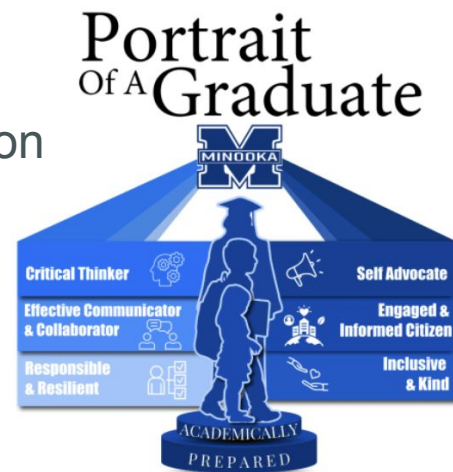 Portrait
Of A Graduate
on
MINOOKA
Critical Thinker
Self Advocate
Effective Communicator
& Collaborator
Engaged &
Informed Citizen
Responsible
& Resilient
Inclusive
& Kind
ACADEMICALLY
PREPARED